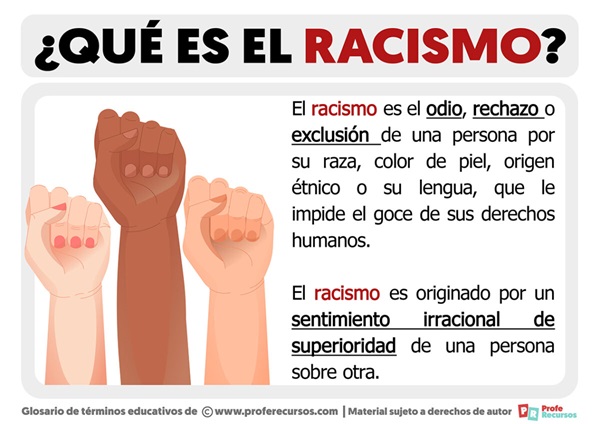 ¿QUÉ ES EL RACISMO?
El racismo es el odio, rechazo o
exclusión de una persona por
su raza, color de piel, origen
étnico o su lengua, que le
impide el goce de sus derechos
humanos.
El racismo es originado por un
sentimiento irracional de
superioridad de una persona
sobre otra.
Glosario de términos educativos de © www.proferecursos.com | Material sujeto a derechos de autor
PR Profe
Recursos